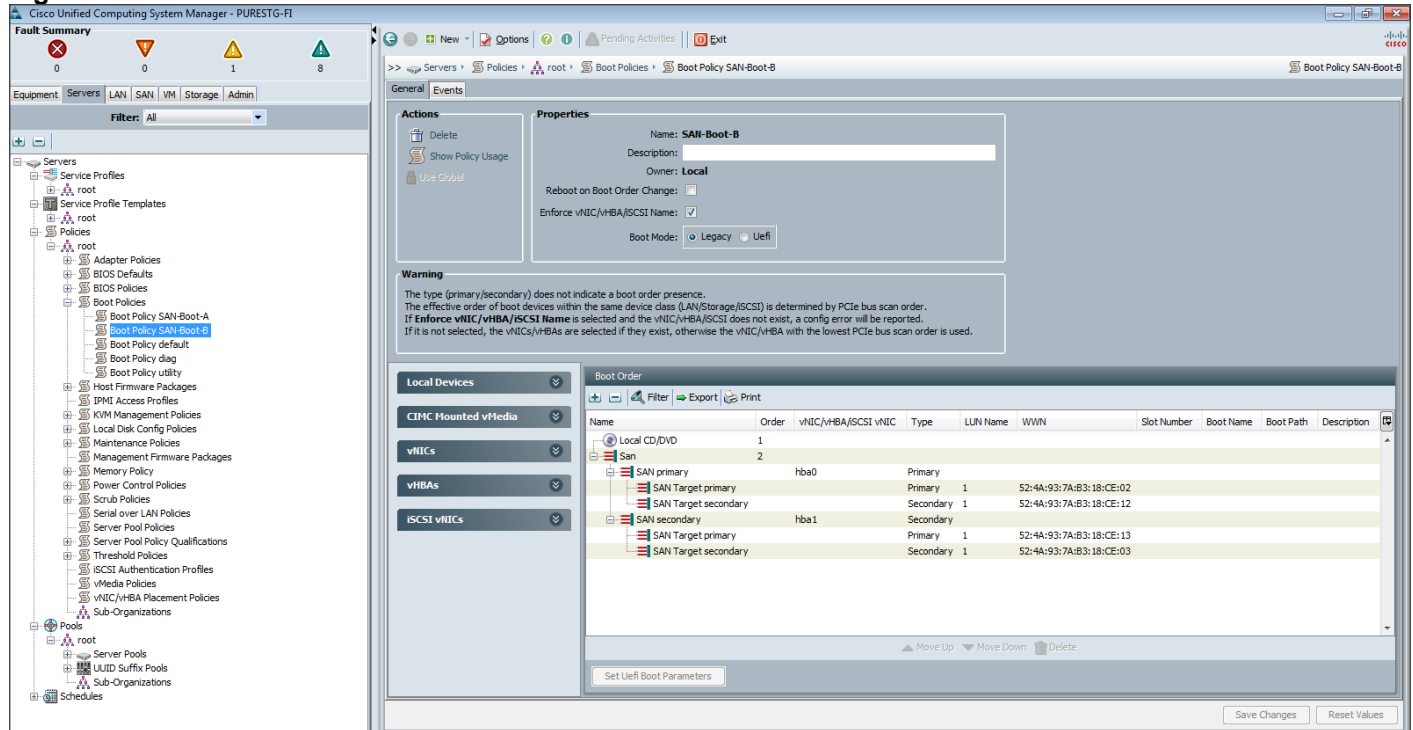 Cisco Unified Computing System Manager - PURESTG-FI
Fault Summary
0 0 1 8
New Options Pending Activities Exit
cisco
>> Servers Policies root Boot Policies Boot Policy SAN-Boot-B Boot Policy SAN-Boot-B
Equipment Servers LAN SAN VM Storage Admin
Filter: All
Servers
Service Profiles
root
Service Profile Templates
root
Policies
root
Adapter Policies
BIOS Defaults
BIOS Policies
Boot Policies
Boot Policy SAN-Boot-A
Boot Policy SAN-Boot-B
Boot Policy default
Boot Policy diag
Boot Policy utility
Host Firmware Packages
IPMI Access Profiles
KVM Management Policies
Local Disk Config Policies
Maintenance Policies
Management Firmware Packages
Memory Policy
Power Control Policies
Scrub Policies
Serial over LAN Policies
Server Pool Policies
Server Pool Policy Qualifications
Threshold Policies
iSCSI Authentication Profiles
vMedia Policies
vNIC/vHBA Placement Policies
Sub-Organizations
Pools
root
Server Pools
UUID Suffix Pools
Sub-Organizations
Schedules
General Events
Actions
Delete
Show Policy Usage
Use Global
Properties
Name: SAN-Boot-B
Description:
Owner: Local
Reboot on Boot Order Change:
Enforce vNIC/vHBA/iSCSI Name:
Boot Mode: Legacy Uefi
Warning
The type (primary/secondary) does not indicate a boot order presence.
The effective order of boot devices within the same device class (LAN/Storage/iSCSI) is determined by PCIe bus scan order.
If Enforce vNIC/vHBA/iSCSI Name is selected and the vNIC/vHBA/iSCSI does not exist, a config error will be reported.
If it is not selected, the vNICs/vHBAs are selected if they exist, otherwise the vNIC/vHBA with the lowest PCIe bus scan order is used.
Local Devices
CIMC Mounted vMedia
vNICs
vHBAs
iSCSI vNICs
Boot Order
Filter Export Print
Name Order vNIC/vHBA/iSCSI vNIC Type LUN Name WWN Slot Number Boot Name Boot Path Description
Local CD/DVD 1
San 2
SAN primary hba0 Primary
SAN Target primary Primary 1 52:4A:93:7A:B3:18:CE:02
SAN Target secondary Secondary 1 52:4A:93:7A:B3:18:CE:12
SAN secondary hba1 Secondary
SAN Target primary Primary 1 52:4A:93:7A:B3:18:CE:13
SAN Target secondary Secondary 1 52:4A:93:7A:B3:18:CE:03
Move Up Move Down Delete
Set Uefi Boot Parameters
Save Changes Reset Values